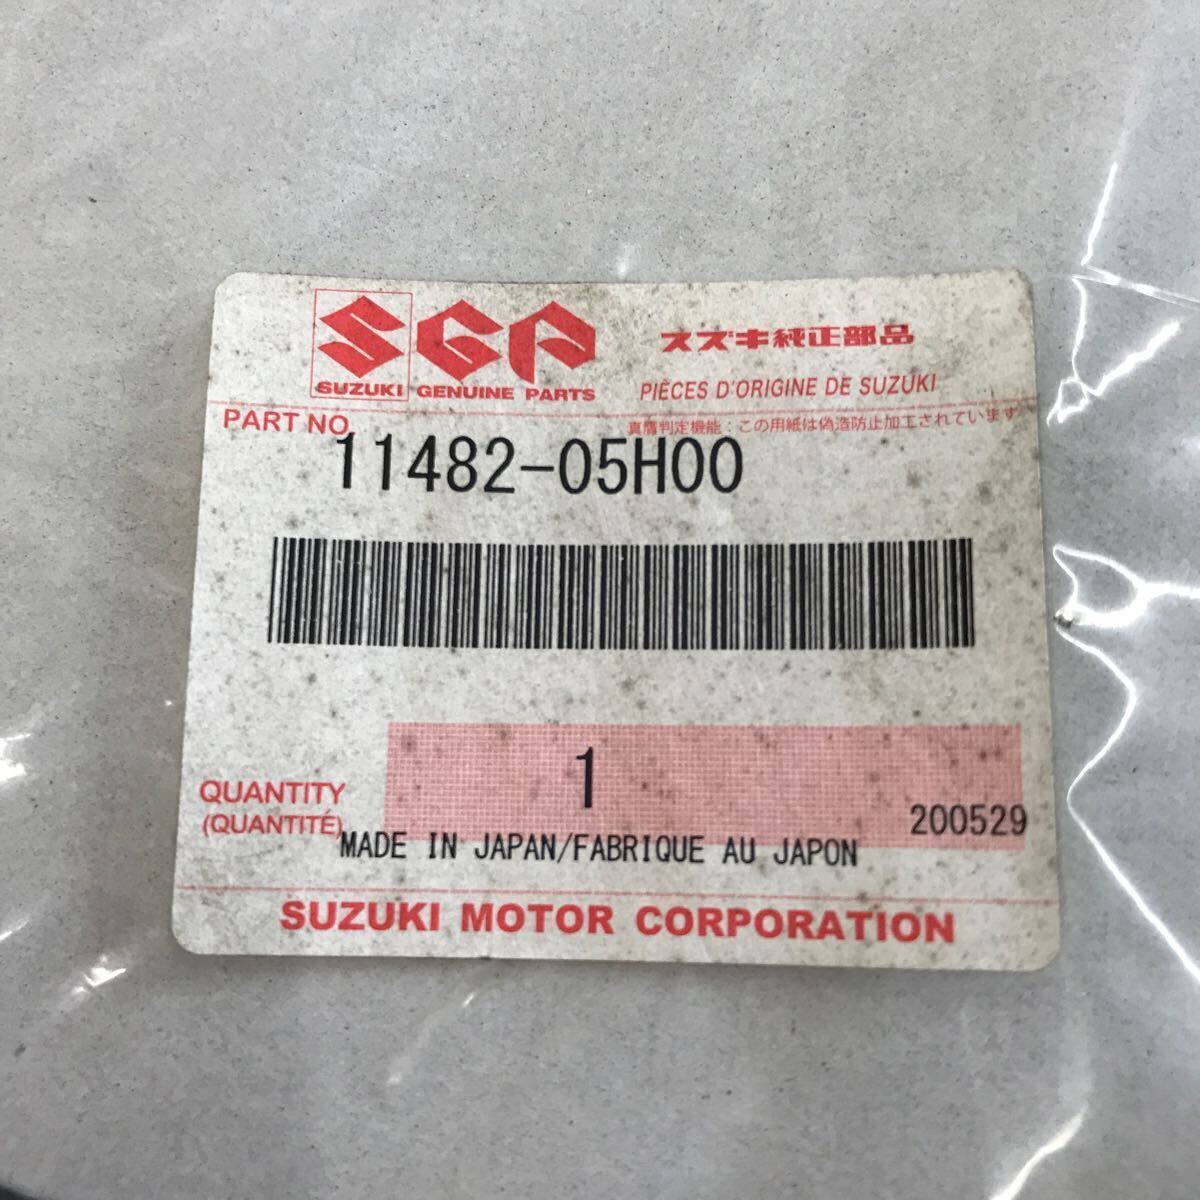 SGP
スズキ純正部品
SUZUKI GENUINE PARTS
PIÈCES D'ORIGINE DE SUZUKI
PART NO.
真贋判定機能：この用紙は偽造防止加工されています
11482-05H00
1
QUANTITY
(QUANTITÉ)
200529
MADE IN JAPAN/FABRIQUE AU JAPON
SUZUKI MOTOR CORPORATION